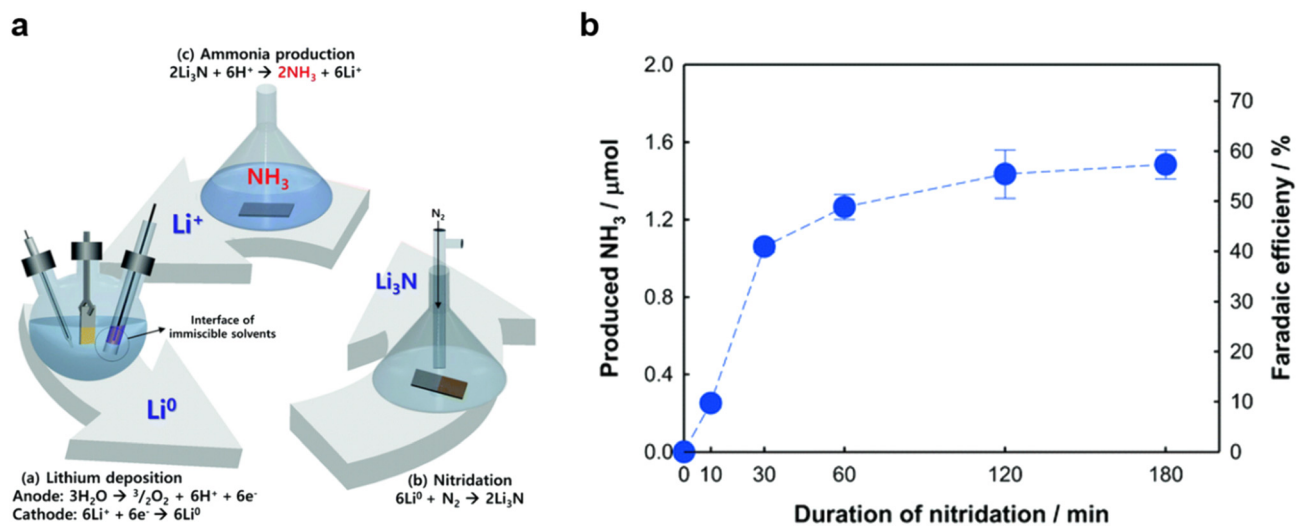 a
(c) Ammonia production
2Li₃N + 6H⁺ → 2NH₃ + 6Li⁺
NH₃
Li⁺
N₂
Li₃N
Interface of
immiscible solvents
Li⁰
(a) Lithium deposition
Anode: 3H₂O → ³/₂O₂ + 6H⁺ + 6e⁻
Cathode: 6Li⁺ + 6e⁻ → 6Li⁰
(b) Nitridation
6Li⁰ + N₂ → 2Li₃N
b
Produced NH₃ / μmol
2.0
1.6
1.2
0.8
0.4
0.0
0 10 30 60 120 180
Duration of nitridation / min
70
60
50
40
30
20
10
0
Faradaic efficieny / %